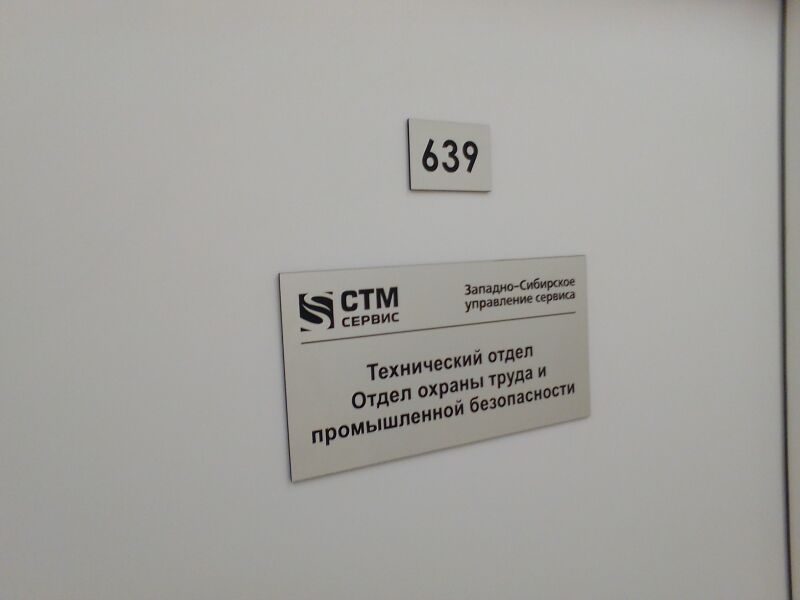 639
СТМ
СЕРВИС
Западно-Сибирское
управление сервиса
Технический отдел
Отдел охраны труда и
промышленной безопасности